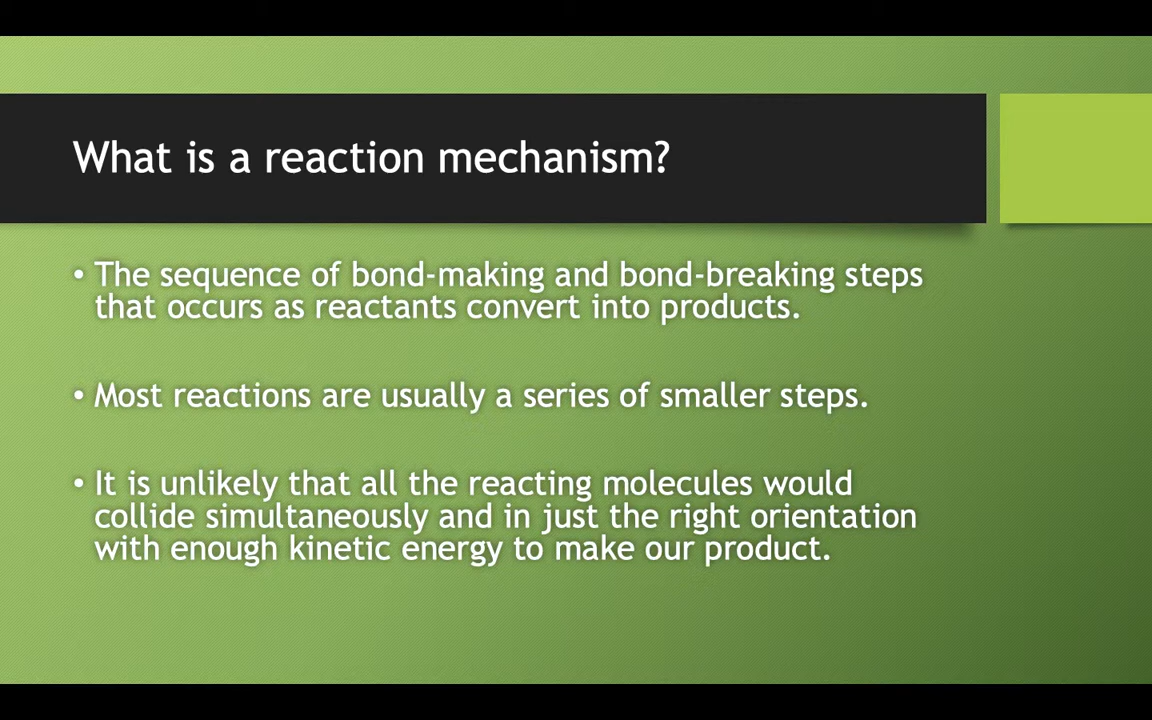 What is a reaction mechanism?
• The sequence of bond-making and bond-breaking steps
that occurs as reactants convert into products.
• Most reactions are usually a series of smaller steps.
• It is unlikely that all the reacting molecules would
collide simultaneously and in just the right orientation
with enough kinetic energy to make our product.